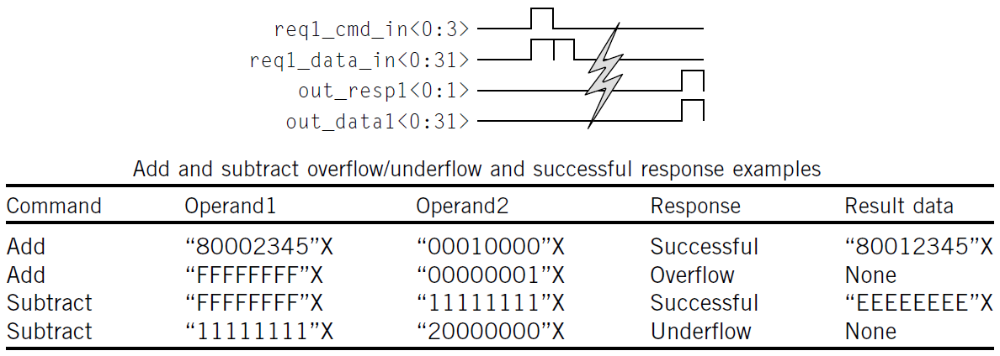 req1_cmd_in<0:3>
req1_data_in<0:31>
out_resp1<0:1>
out_data1<0:31>
Add and subtract overflow/underflow and successful response examples
Command Operand1 Operand2 Response Result data
Add “80002345”X “00010000”X Successful “80012345”X
Add “FFFFFFFF”X “00000001”X Overflow None
Subtract “FFFFFFFF”X “11111111”X Successful “EEEEEEEE”X
Subtract “11111111”X “20000000”X Underflow None